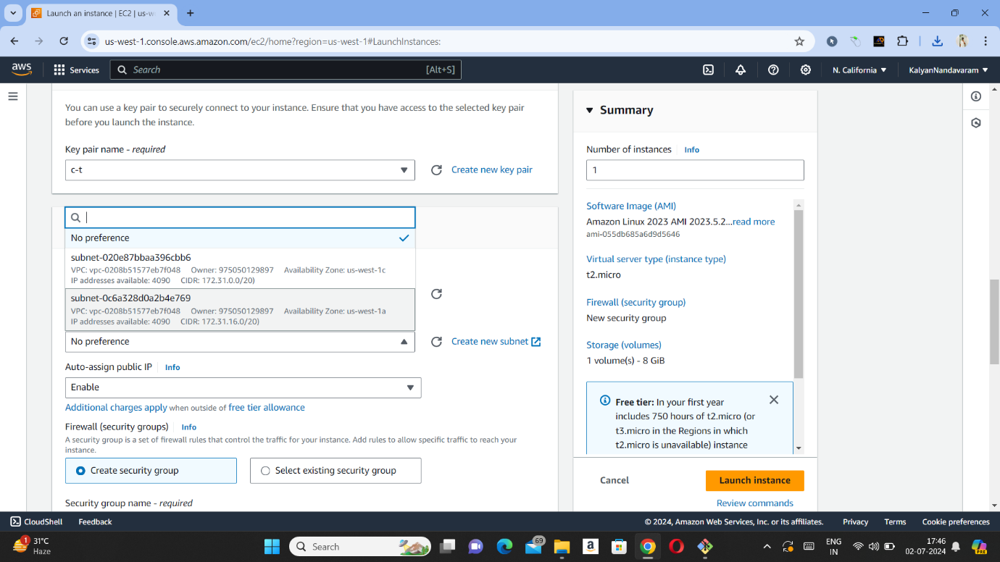 Launch an instance | EC2 | us-w
us-west-1.console.aws.amazon.com/ec2/home?region=us-west-1#LaunchInstances:
aws
Services
Search
[Alt+S]
N. California
KalyanNandavaram
You can use a key pair to securely connect to your instance. Ensure that you have access to the selected key pair
before you launch the instance.
Key pair name - required
c-t
Create new key pair
No preference
subnet-020e87bbaa396cbb6
VPC: vpc-0208b51577eb7f048 Owner: 975050129897 Availability Zone: us-west-1c
IP addresses available: 4090 CIDR: 172.31.0.0/20)
subnet-0c6a328d0a2b4e769
VPC: vpc-0208b51577eb7f048 Owner: 975050129897 Availability Zone: us-west-1a
IP addresses available: 4090 CIDR: 172.31.16.0/20)
No preference
Create new subnet
Auto-assign public IP Info
Enable
Additional charges apply when outside of free tier allowance
Firewall (security groups) Info
A security group is a set of firewall rules that control the traffic for your instance. Add rules to allow specific traffic to reach your
instance.
Create security group
Select existing security group
Security group name - required
Summary
Number of instances Info
1
Software Image (AMI)
Amazon Linux 2023 AMI 2023.5.2...read more
ami-055db685a6d9d5646
Virtual server type (instance type)
t2.micro
Firewall (security group)
New security group
Storage (volumes)
1 volume(s) - 8 GiB
Free tier: In your first year
includes 750 hours of t2.micro (or
t3.micro in the Regions in which
t2.micro is unavailable) instance
Cancel
Launch instance
Review commands
CloudShell
Feedback
© 2024, Amazon Web Services, Inc. or its affiliates.
Privacy
Terms
Cookie preferences
1
31°C
Haze
Search
69
a
ENG
IN
17:46
02-07-2024
PRE